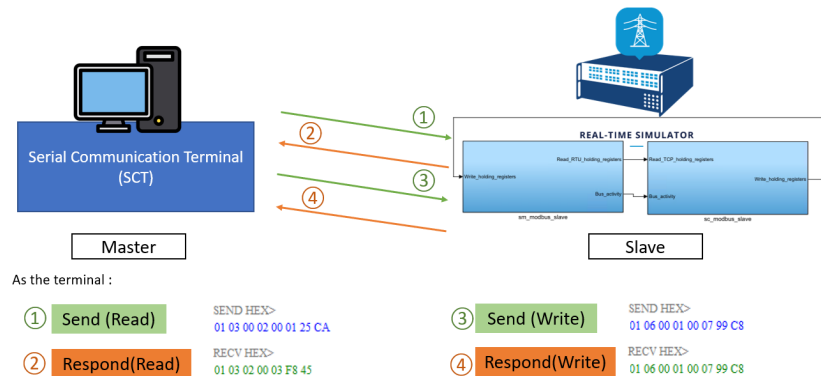 ①
②
③
④
Serial Communication Terminal
(SCT)
Master
REAL-TIME SIMULATOR
Write_holding_registers
Read_RTU_holding_registers
Bus_activity
sm_modbus_slave
Read_TCP_holding_registers
Bus_activity
Write_holding_registers
sc_modbus_slave
Slave
As the terminal :
① Send (Read)
SEND HEX>
01 03 00 02 00 01 25 CA
② Respond(Read)
RECV HEX>
01 03 02 00 03 F8 45
③ Send (Write)
SEND HEX>
01 06 00 01 00 07 99 C8
④ Respond(Write)
RECV HEX>
01 06 00 01 00 07 99 C8